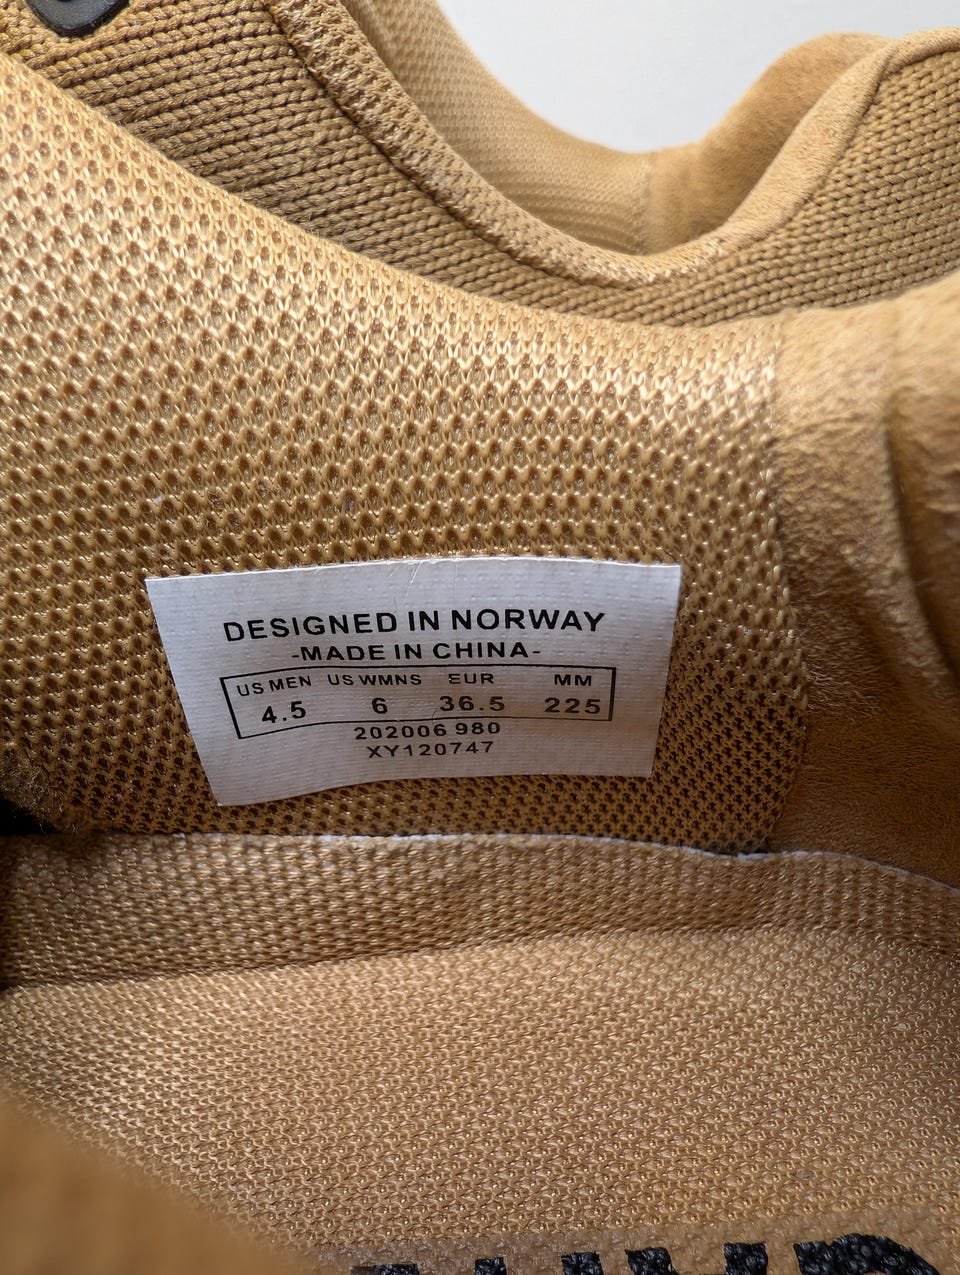 DESIGNED IN NORWAY
-MADE IN CHINA-
US MEN US WMNS EUR MM
4.5 6 36.5 225
202006 980
XY120747